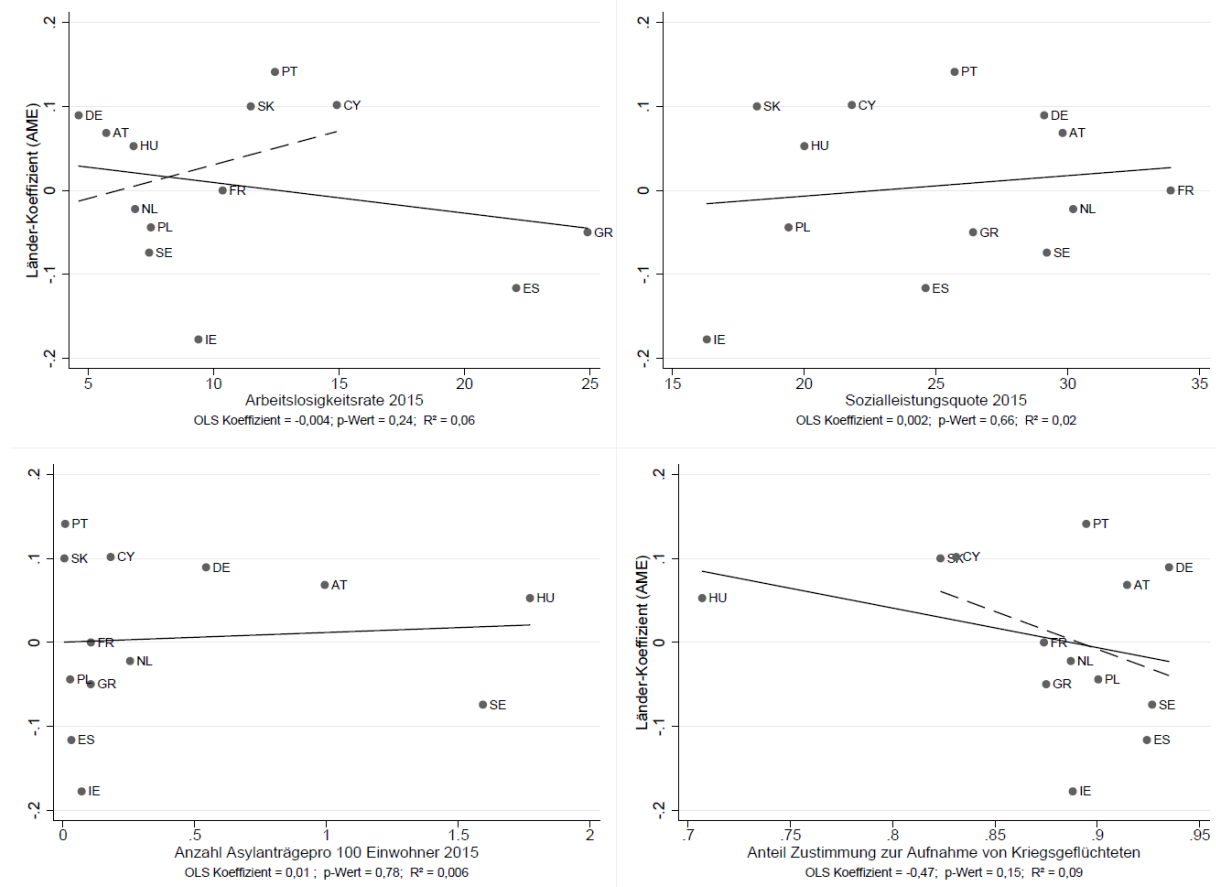 .2
.1
0
-.1
-.2
Länder-Koeffizient (AME)
PT
SK
CY
DE
AT
HU
FR
NL
PL
SE
GR
ES
IE
5
10
15
20
25
Arbeitslosigkeitsrate 2015
OLS Koeffizient = -0,004; p-Wert = 0,24; R² = 0,06
.2
.1
0
-.1
-.2
PT
SK
CY
DE
AT
HU
FR
NL
PL
GR
SE
ES
IE
15
20
25
30
35
Sozialleistungsquote 2015
OLS Koeffizient = 0,002; p-Wert = 0,66; R² = 0,02
.2
.1
0
-.1
-.2
PT
SK
CY
DE
AT
HU
FR
NL
PL
GR
SE
ES
IE
0
.5
1
1.5
2
Anzahl Asylanträgepro 100 Einwohner 2015
OLS Koeffizient = 0,01 ; p-Wert = 0,78; R² = 0,006
.2
.1
0
-.1
-.2
Länder-Koeffizient (AME)
PT
SK
CY
DE
AT
HU
FR
NL
GR
PL
SE
ES
IE
.7
.75
.8
.85
.9
.95
Anteil Zustimmung zur Aufnahme von Kriegsgeflüchteten
OLS Koeffizient = -0,47; p-Wert = 0,15; R² = 0,09